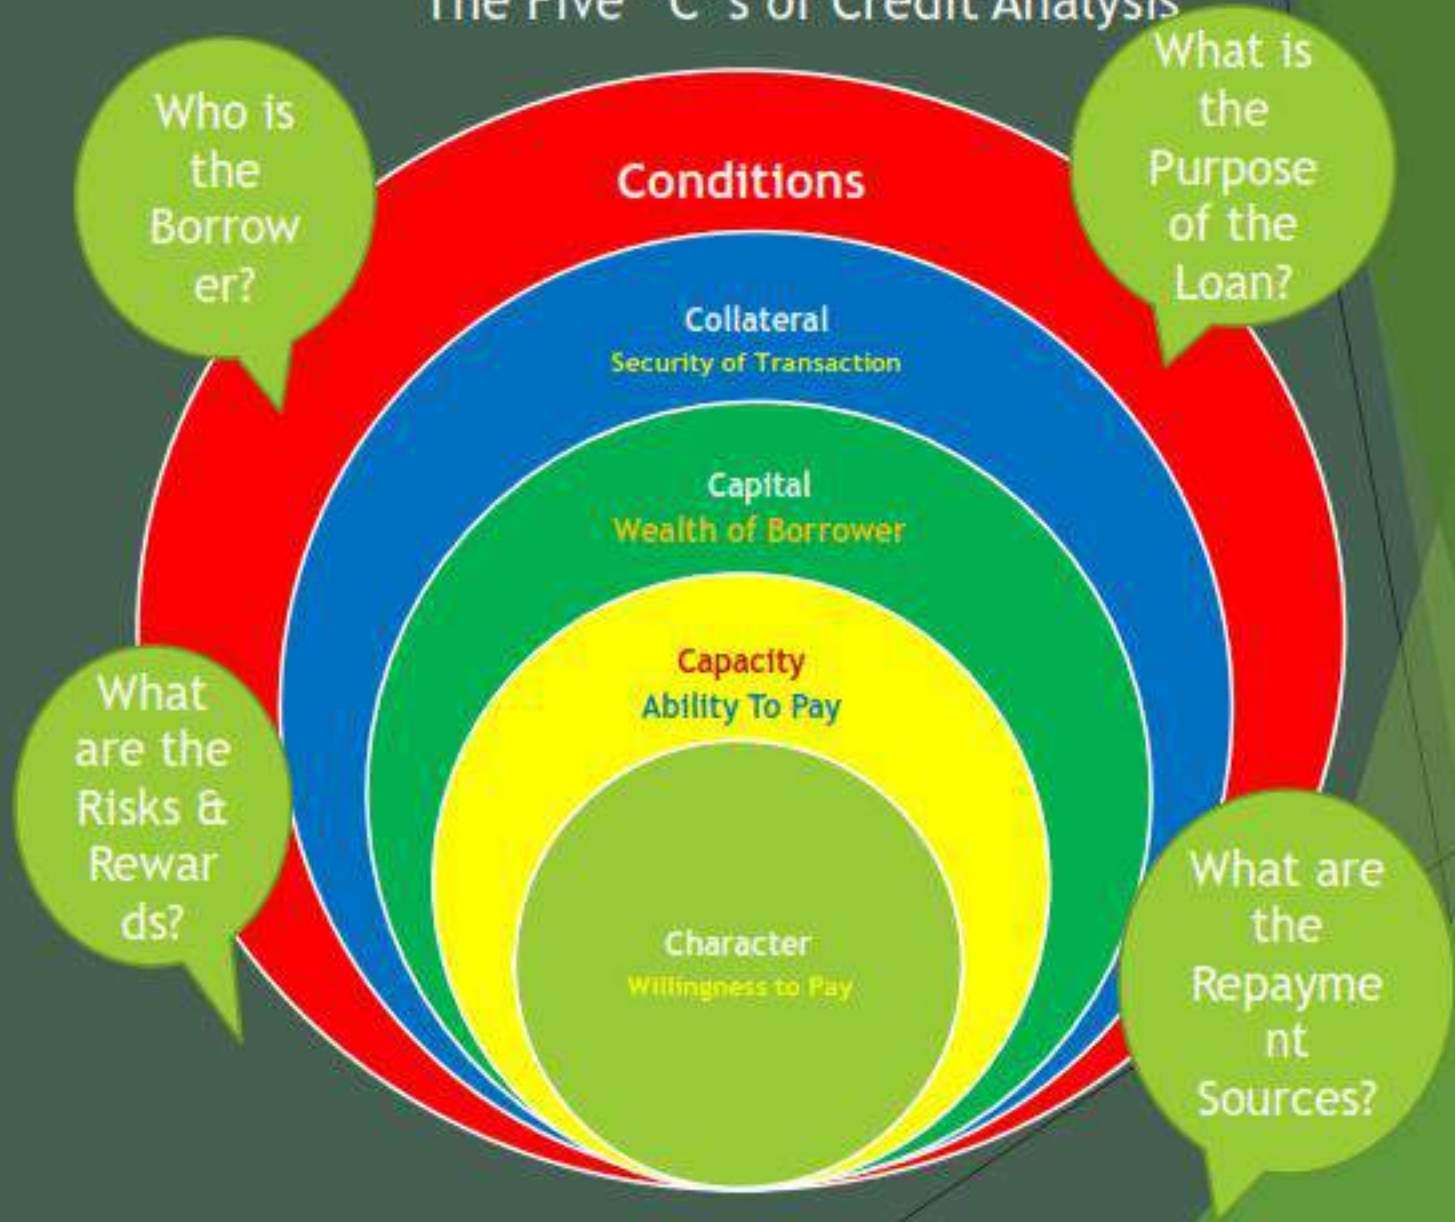 The Five "C"s of Credit Analysis
Who is
the
Borrow
er?
What is
the
Purpose
of the
Loan?
Conditions
Collateral
Security of Transaction
Capital
Wealth of Borrower
Capacity
Ability To Pay
What
are the
Risks &
Rewar
ds?
Character
Willingness to Pay
What are
the
Repayme
nt
Sources?